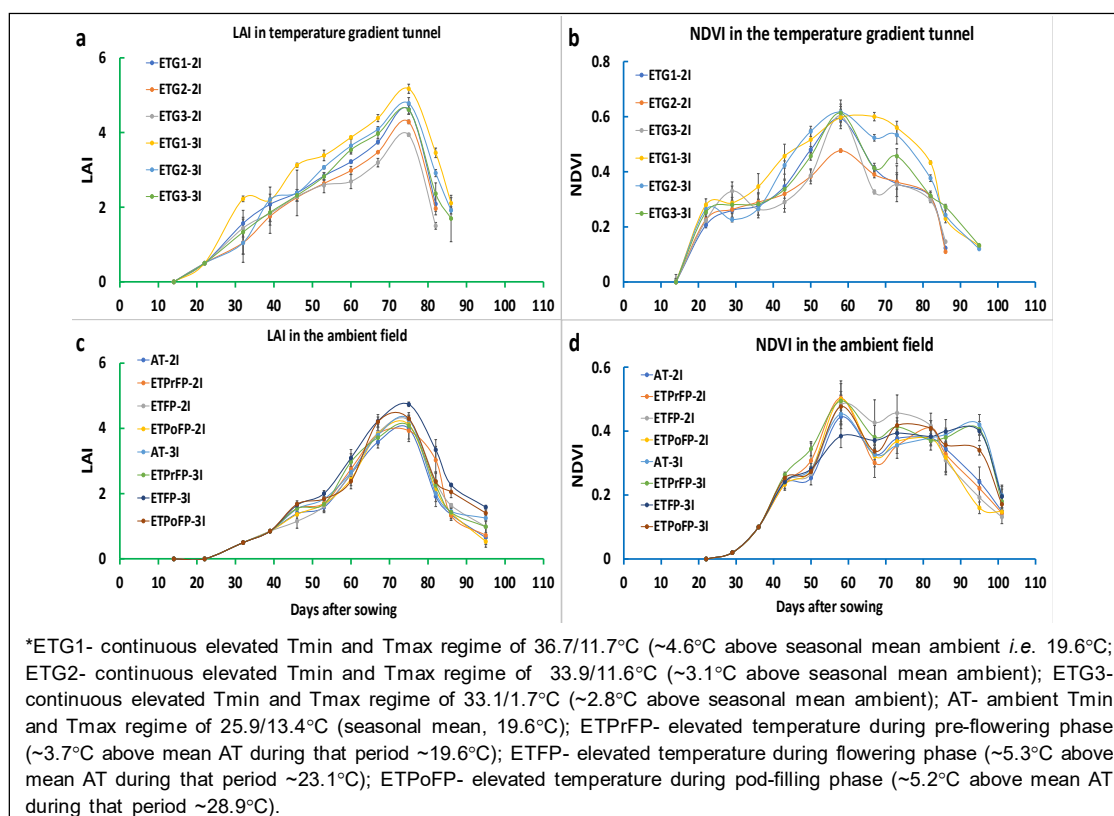 a
LAI in temperature gradient tunnel
LAI
6
4
2
0
ETG1-2I
ETG2-2I
ETG3-2I
ETG1-3I
ETG2-3I
ETG3-3I
0 10 20 30 40 50 60 70 80 90 100 110
b
NDVI in the temperature gradient tunnel
NDVI
0.8
0.6
0.4
0.2
0
ETG1-2I
ETG2-2I
ETG3-2I
ETG1-3I
ETG2-3I
ETG3-3I
0 10 20 30 40 50 60 70 80 90 100 110
c
LAI in the ambient field
LAI
6
4
2
0
AT-2I
ETPrFP-2I
ETFP-2I
ETPoFP-2I
AT-3I
ETPrFP-3I
ETFP-3I
ETPoFP-3I
0 10 20 30 40 50 60 70 80 90 100 110
Days after sowing
d
NDVI in the ambient field
NDVI
0.6
0.4
0.2
0
AT-2I
ETPrFP-2I
ETFP-2I
ETPoFP-2I
AT-3I
ETPrFP-3I
ETFP-3I
ETPoFP-3I
0 10 20 30 40 50 60 70 80 90 100 110
Days after sowing
*ETG1- continuous elevated Tmin and Tmax regime of 36.7/11.7°C (~4.6°C above seasonal mean ambient i.e. 19.6°C;
ETG2- continuous elevated Tmin and Tmax regime of 33.9/11.6°C (~3.1°C above seasonal mean ambient); ETG3-
continuous elevated Tmin and Tmax regime of 33.1/1.7°C (~2.8°C above seasonal mean ambient); AT- ambient Tmin
and Tmax regime of 25.9/13.4°C (seasonal mean, 19.6°C); ETPrFP- elevated temperature during pre-flowering phase
(~3.7°C above mean AT during that period ~19.6°C); ETFP- elevated temperature during flowering phase (~5.3°C above
mean AT during that period ~23.1°C); ETPoFP- elevated temperature during pod-filling phase (~5.2°C above mean AT
during that period ~28.9°C).